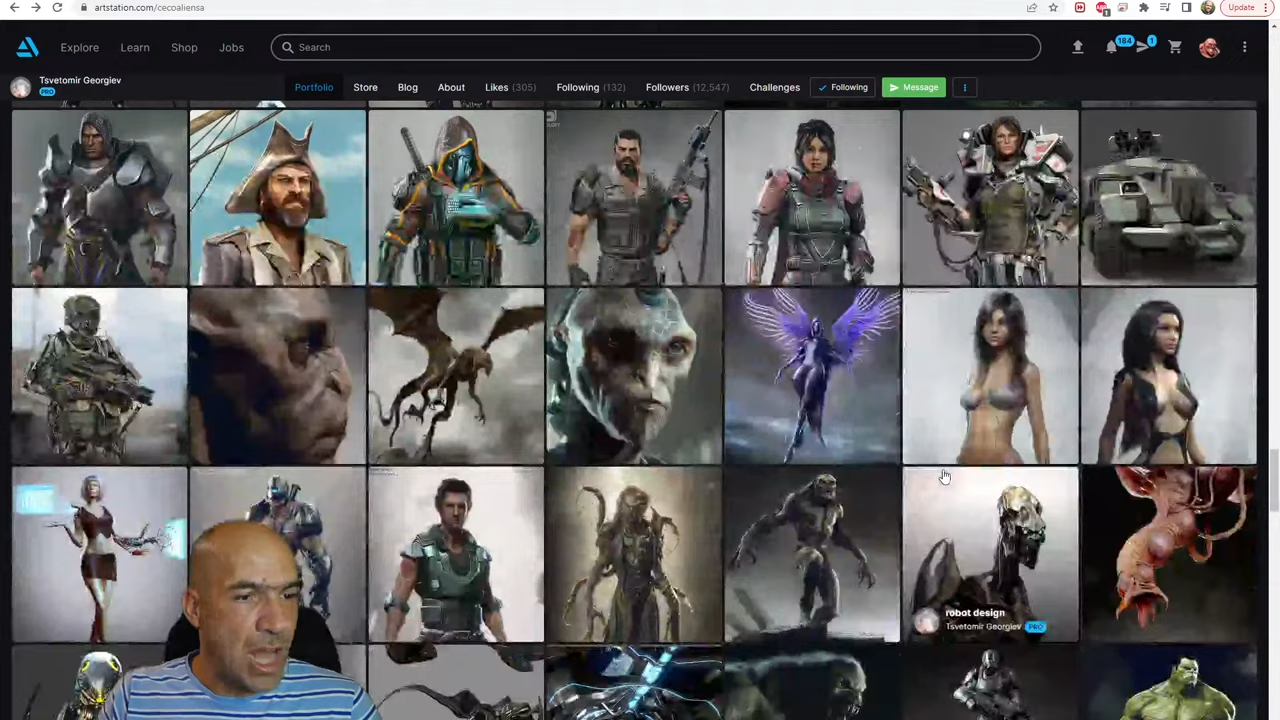 artstation.com/cecoaliensa
Update
Explore
Learn
Shop
Jobs
Search
184
1
Tsvetomir Georgiev
PRO
Portfolio
Store
Blog
About
Likes (305)
Following (132)
Followers (12,547)
Challenges
Following
Message
robot design
Tsvetomir Georgiev PRO